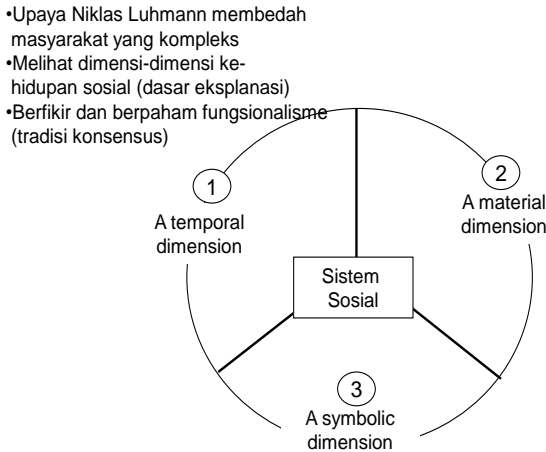 •Upaya Niklas Luhmann membedah
masyarakat yang kompleks
•Melihat dimensi-dimensi ke-
hidupan sosial (dasar eksplanasi)
•Berfikir dan berpaham fungsionalisme
(tradisi konsensus)
1
A temporal
dimension
2
A material
dimension
Sistem
Sosial
3
A symbolic
dimension